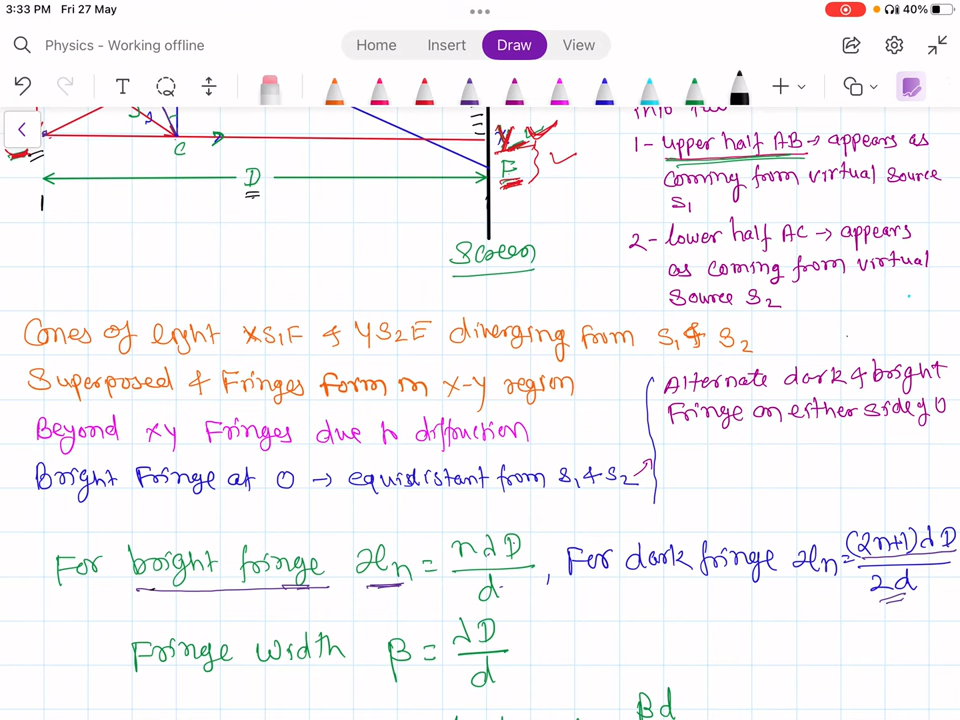 3:33 PM Fri 27 May
40%
Physics - Working offline
Home Insert Draw View
T
C
D
E
Screen
into
1- upper half AB → appears as
coming from virtual source
S1
2- lower half AC → appears
as coming from virtual
source S2
Cones of light XS1F & YS2E diverging from S1 & S2
Superposed & Fringes form in X-Y region
Beyond xy Fringes due to diffraction
Bright Fringe at O → equidistant from S1 & S2
Alternate dark & bright
Fringe on either side of O
For bright fringe xn = nλD/d, For dark fringe xn = (2n+1)λD/2d
Fringe width β = λD/d
βd